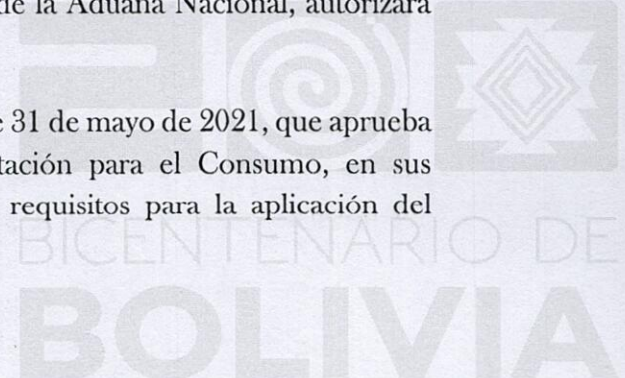 de la Aduana Nacional, autorizará
31 de mayo de 2021, que aprueba
tación para el Consumo, en sus
requisitos para la aplicación del
BICENTENARIO DE
BOLIVIA